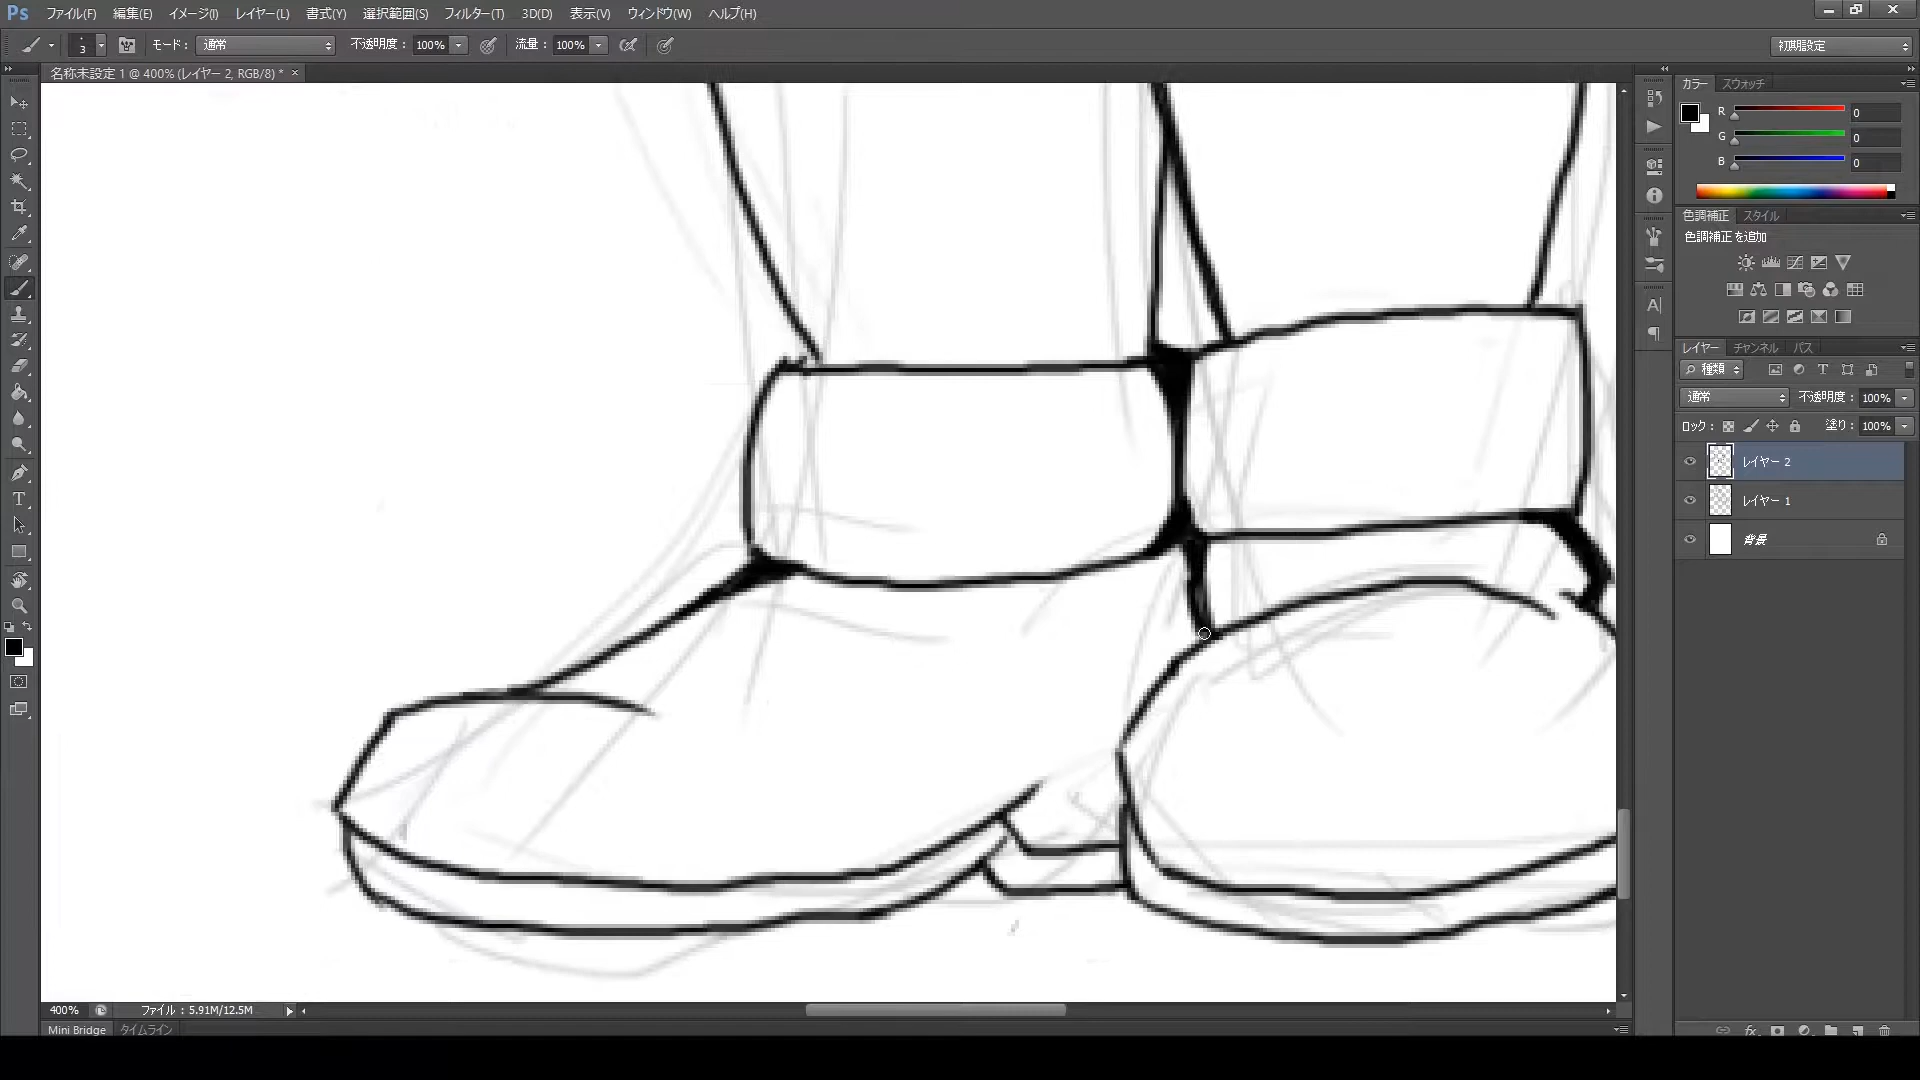 Ps ファイル(F) 編集(E) イメージ(I) レイヤー(L) 書式(Y) 選択範囲(S) フィルター(T) 3D(D) 表示(V) ウィンドウ(W) ヘルプ(H)
3 モード： 通常 不透明度： 100% 流量： 100% 初期設定
名称未設定 1 @ 400% (レイヤー 2, RGB/8) * ×
カラー スウォッチ
R 0
G 0
B 0
色調補正 スタイル
色調補正を追加
レイヤー チャンネル パス
種類
通常 不透明度： 100%
ロック： 塗り： 100%
レイヤー 2
レイヤー 1
背景
400% ファイル：5.91M/12.5M
Mini Bridge タイムライン
fx